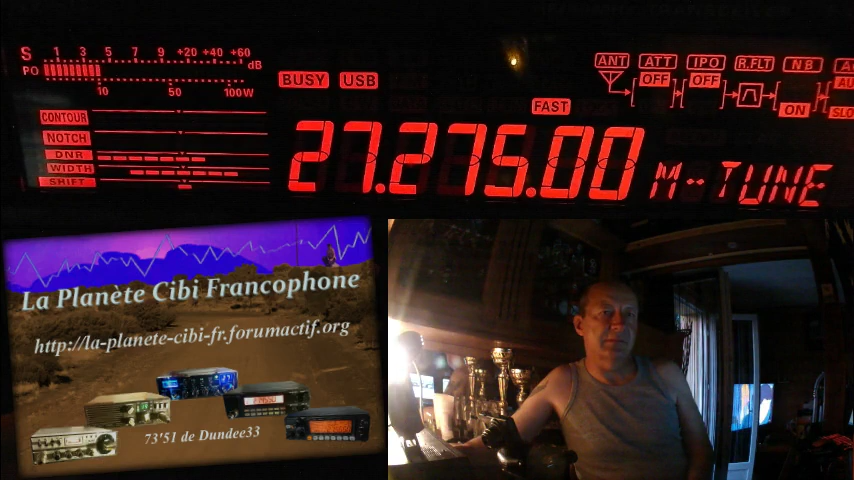 S 1 3 5 7 9 +20 +40 +60 dB
PO 10 50 100W
BUSY USB
ANT ATT IPO R.FLT NB
OFF OFF AU
ON SLO
FAST
CONTOUR
NOTCH
DNR
WIDTH
SHIFT
27.275.00 M-TUNE
La Planète Cibi Francophone
http://la-planete-cibi-fr.forumactif.org
73'51 de Dundee33